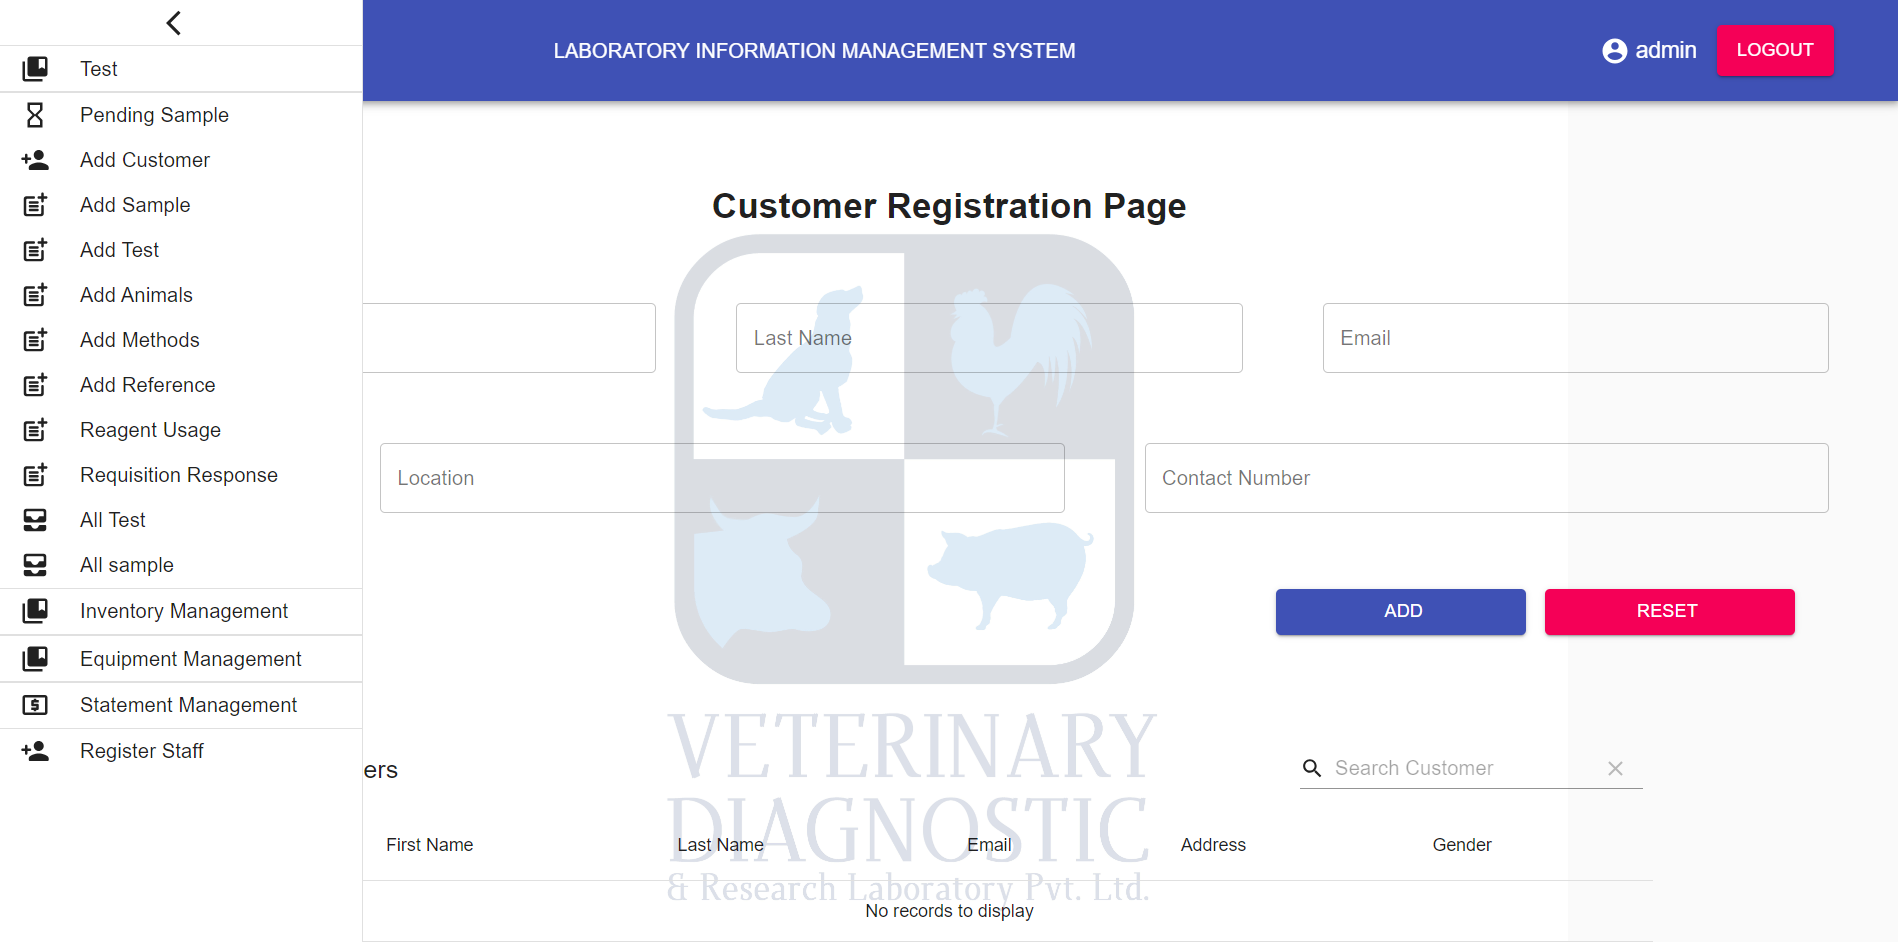 LABORATORY INFORMATION MANAGEMENT SYSTEM
admin
LOGOUT
Test
Pending Sample
Add Customer
Add Sample
Add Test
Add Animals
Add Methods
Add Reference
Reagent Usage
Requisition Response
All Test
All sample
Inventory Management
Equipment Management
Statement Management
Register Staff
Customer Registration Page
Last Name
Email
Location
Contact Number
ADD
RESET
ers
Search Customer
First Name Last Name Email Address Gender
No records to display
VETERINARY
DIAGNOSTIC
& Research Laboratory Pvt. Ltd.